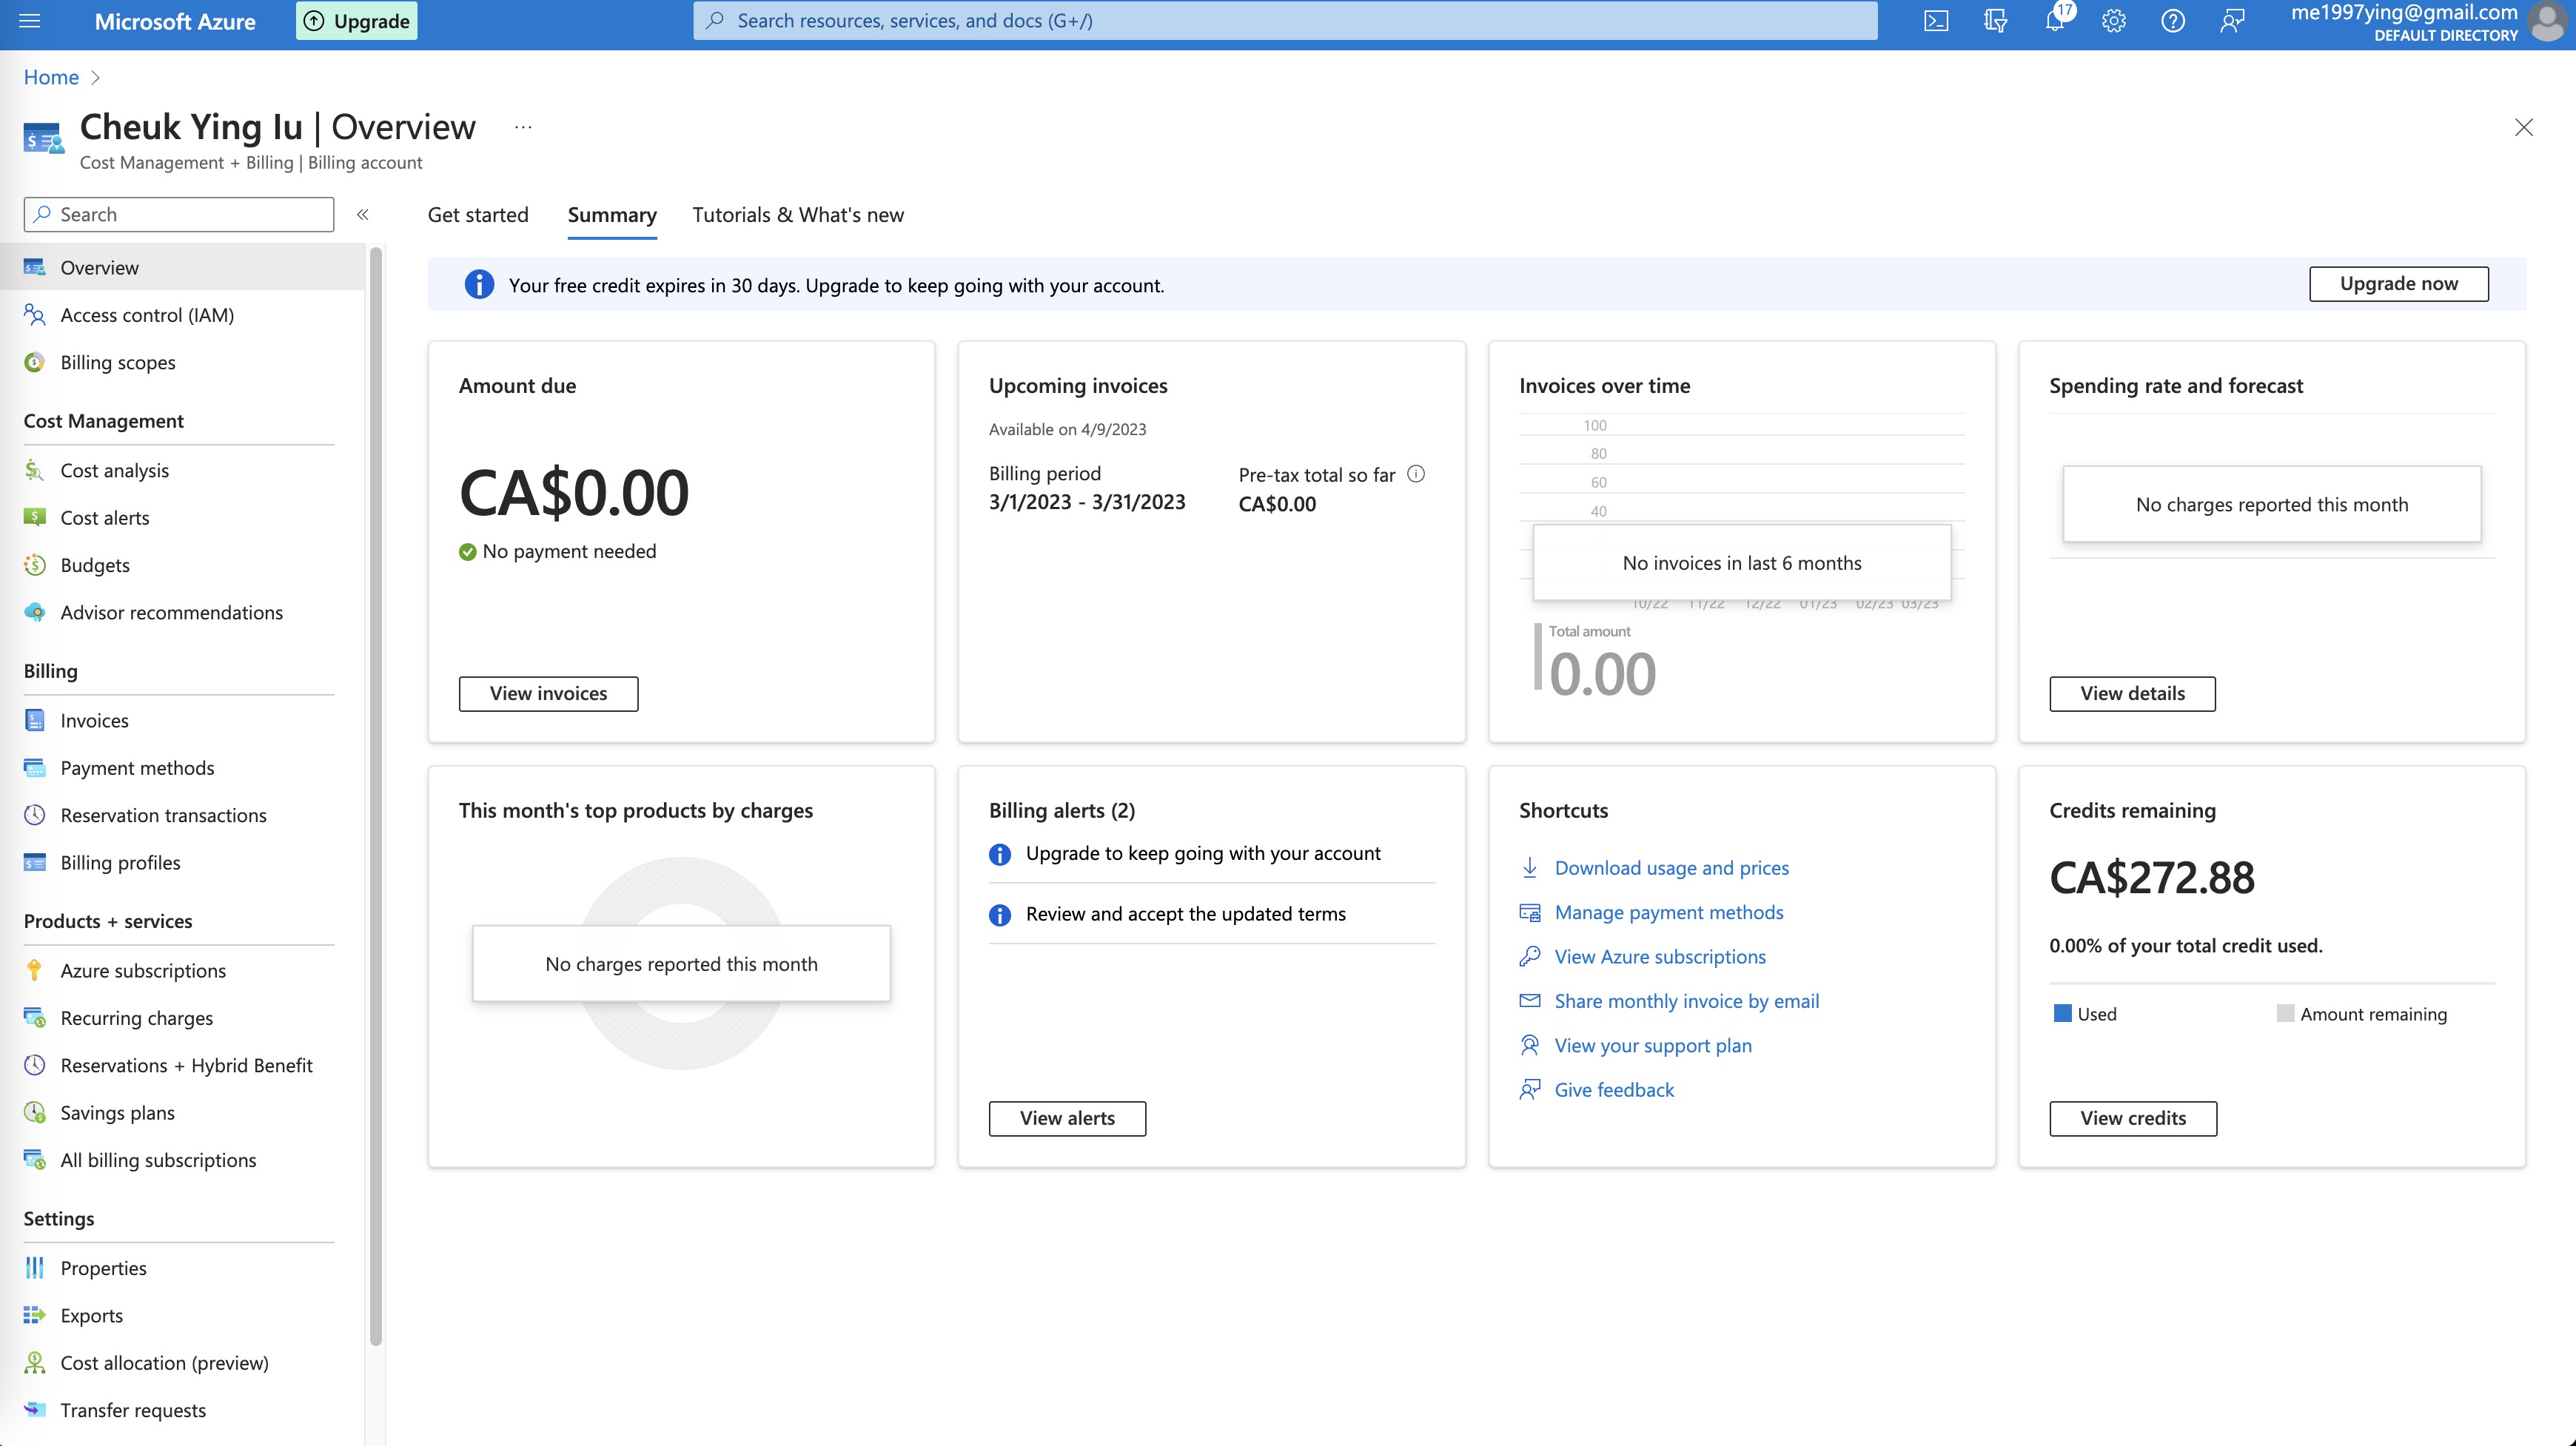 Microsoft Azure
Upgrade
Search resources, services, and docs (G+/)
17
me1997ying@gmail.com
DEFAULT DIRECTORY
Home
Cheuk Ying Iu | Overview
...
Cost Management + Billing | Billing account
Search
«
Overview
Access control (IAM)
Billing scopes
Cost Management
Cost analysis
Cost alerts
Budgets
Advisor recommendations
Billing
Invoices
Payment methods
Reservation transactions
Billing profiles
Products + services
Azure subscriptions
Recurring charges
Reservations + Hybrid Benefit
Savings plans
All billing subscriptions
Settings
Properties
Exports
Cost allocation (preview)
Transfer requests
Get started
Summary
Tutorials & What's new
Your free credit expires in 30 days. Upgrade to keep going with your account.
Upgrade now
Amount due
CA$0.00
No payment needed
View invoices
Upcoming invoices
Available on 4/9/2023
Billing period
3/1/2023 - 3/31/2023
Pre-tax total so far
CA$0.00
Invoices over time
100
80
60
40
No invoices in last 6 months
10/22 11/22 12/22 01/23 02/23 03/23
Total amount
0.00
Spending rate and forecast
No charges reported this month
View details
This month's top products by charges
No charges reported this month
Billing alerts (2)
Upgrade to keep going with your account
Review and accept the updated terms
View alerts
Shortcuts
Download usage and prices
Manage payment methods
View Azure subscriptions
Share monthly invoice by email
View your support plan
Give feedback
Credits remaining
CA$272.88
0.00% of your total credit used.
Used
Amount remaining
View credits